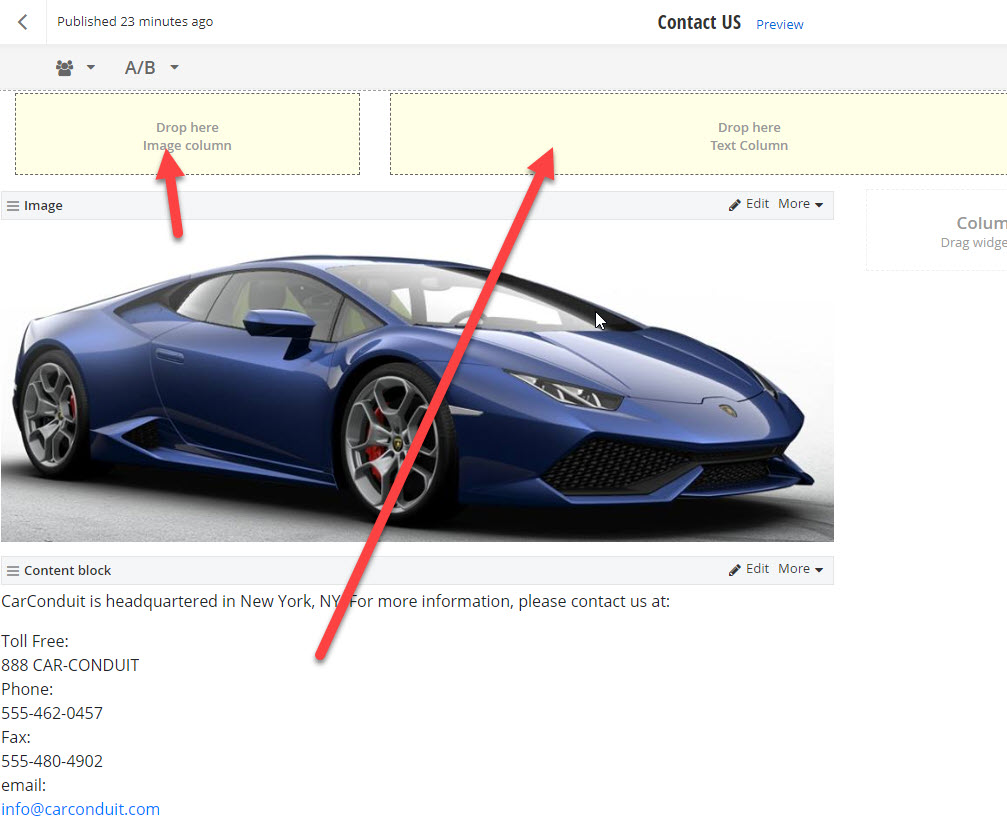 Published 23 minutes ago
Contact US Preview
A/B
Drop here
Image column
Drop here
Text Column
Image
Edit More
Colum
Drag widge
Content block
Edit More
CarConduit is headquartered in New York, NY. For more information, please contact us at:
Toll Free:
888 CAR-CONDUIT
Phone:
555-462-0457
Fax:
555-480-4902
email:
info@carconduit.com